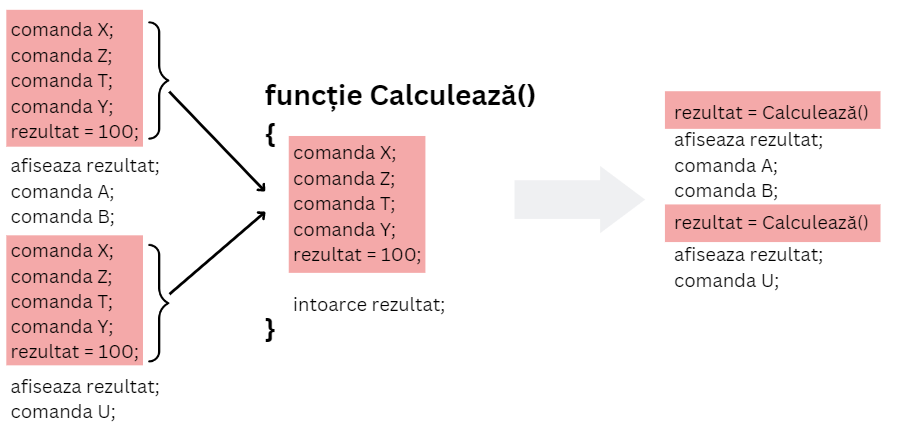 comanda X;
comanda Z;
comanda T;
comanda Y;
rezultat = 100;
afiseaza rezultat;
comanda A;
comanda B;
comanda X;
comanda Z;
comanda T;
comanda Y;
rezultat = 100;
afiseaza rezultat;
comanda U;
funcție Calculează()
{
comanda X;
comanda Z;
comanda T;
comanda Y;
rezultat = 100;
intoarce rezultat;
}
rezultat = Calculează()
afiseaza rezultat;
comanda A;
comanda B;
rezultat = Calculează()
afiseaza rezultat;
comanda U;